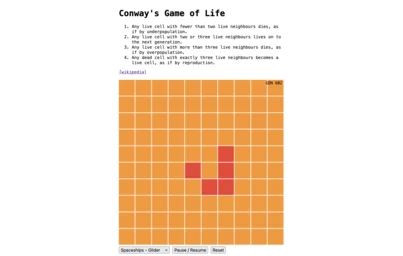 Conway's Game of Life
1. Any live cell with fewer than two live neighbours dies, as
if by underpopulation.
2. Any live cell with two or three live neighbours lives on to
the next generation.
3. Any live cell with more than three live neighbours dies, as
if by overpopulation.
4. Any dead cell with exactly three live neighbours becomes a
live cell, as if by reproduction.
[wikipedia]
Spaceships - Glider
Pause / Resume
Reset